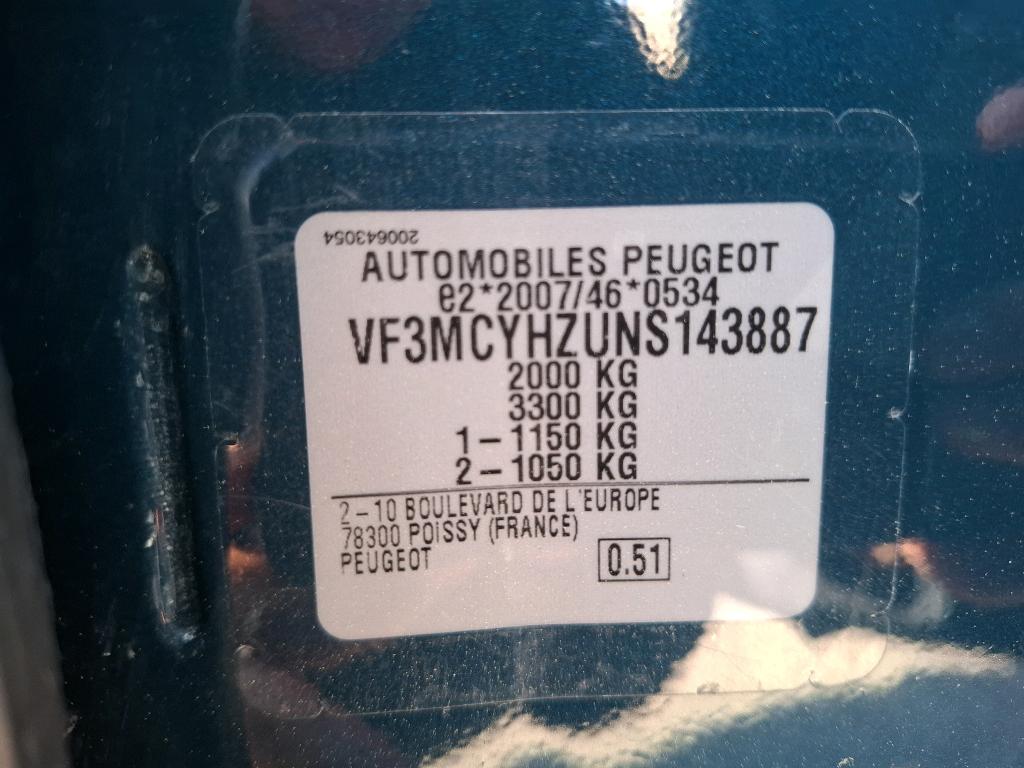 200643054
AUTOMOBILES PEUGEOT
e2*2007/46*0534
VF3MCYHZUNS143887
2000 KG
3300 KG
1-1150 KG
2-1050 KG
2-10 BOULEVARD DE L'EUROPE
78300 POISSY (FRANCE)
PEUGEOT
0.51